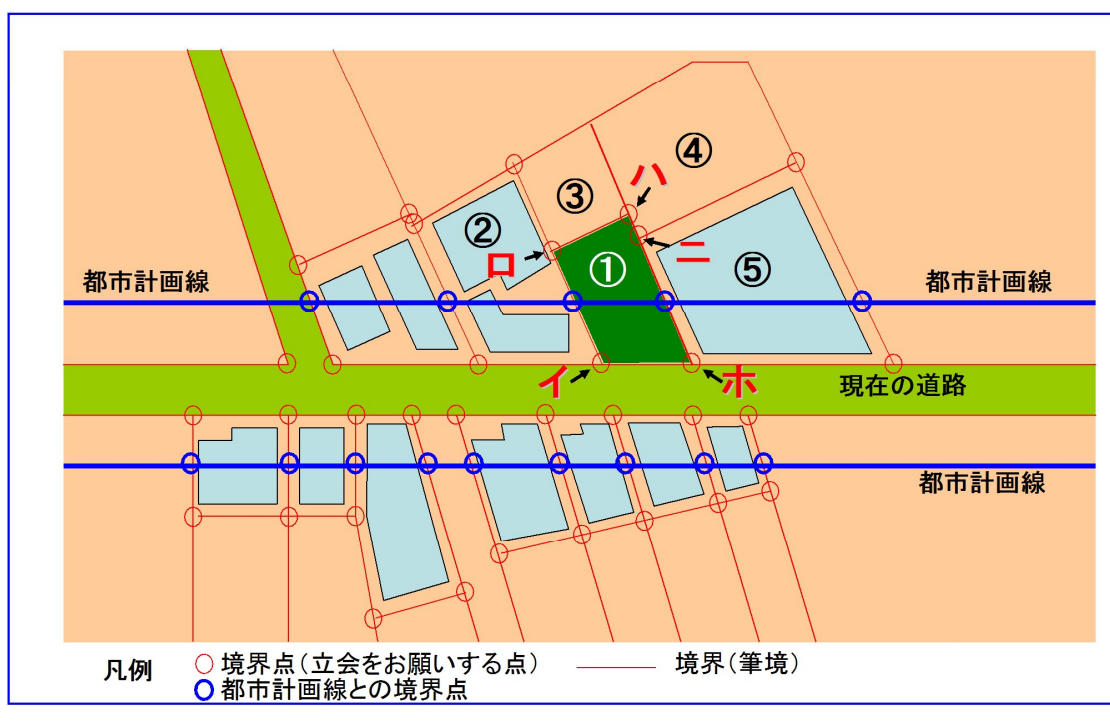 ④
ハ
③
②
ロ
①
ニ
⑤
都市計画線
都市計画線
イ
ホ
現在の道路
都市計画線
凡例
○境界点(立会をお願いする点)
境界(筆境)
○都市計画線との境界点